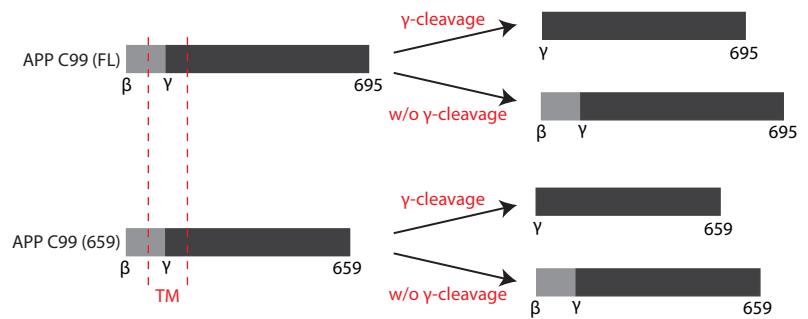 γ-cleavage
APP C99 (FL)
β γ 695
γ 695
w/o γ-cleavage
β γ 695
γ-cleavage
APP C99 (659)
β γ 659
TM
γ 659
w/o γ-cleavage
β γ 659